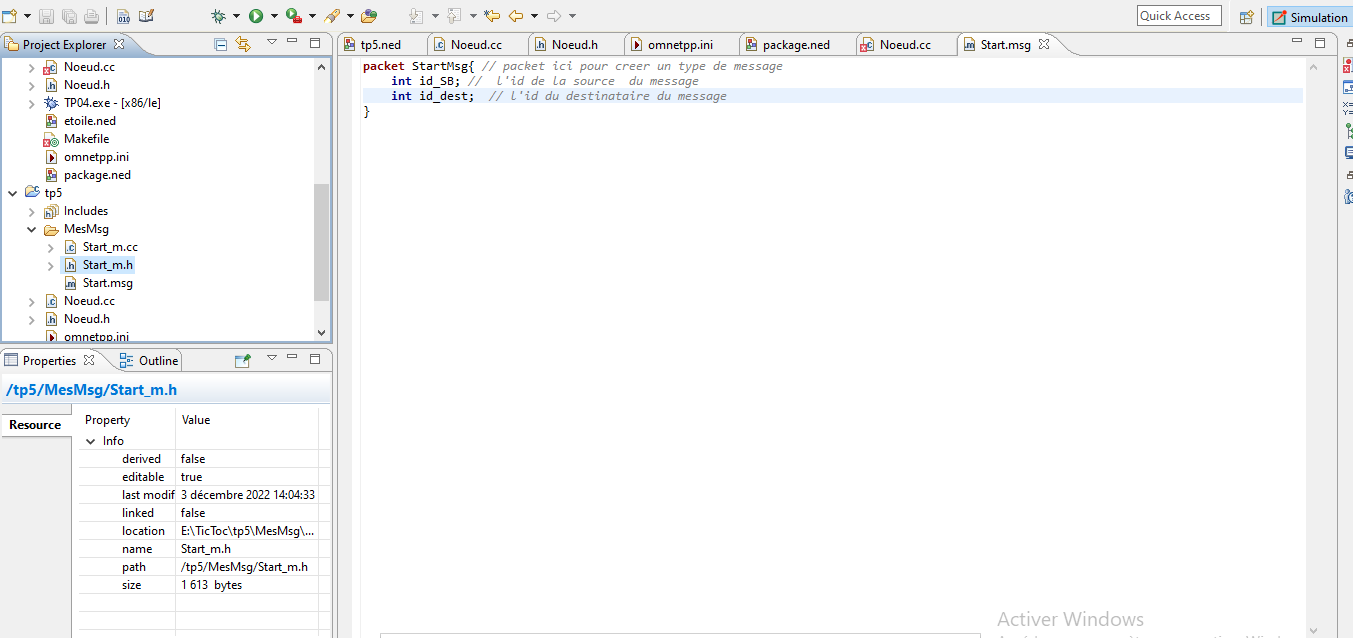 Quick Access
Simulation
Project Explorer
Noeud.cc
Noeud.h
TP04.exe - [x86/le]
etoile.ned
Makefile
omnetpp.ini
package.ned
tp5
Includes
MesMsg
Start_m.cc
Start_m.h
Start.msg
Noeud.cc
Noeud.h
omnetpp.ini
tp5.ned
Noeud.cc
Noeud.h
omnetpp.ini
package.ned
Noeud.cc
Start.msg
packet StartMsg{ // packet ici pour creer un type de message
int id_SB; // l'id de la source du message
int id_dest; // l'id du destinataire du message
}
Properties
Outline
/tp5/MesMsg/Start_m.h
Resource
Property Value
Info
derived false
editable true
last modif 3 décembre 2022 14:04:33
linked false
location E:\TicToc\tp5\MesMsg\...
name Start_m.h
path /tp5/MesMsg/Start_m.h
size 1 613 bytes
Activer Windows